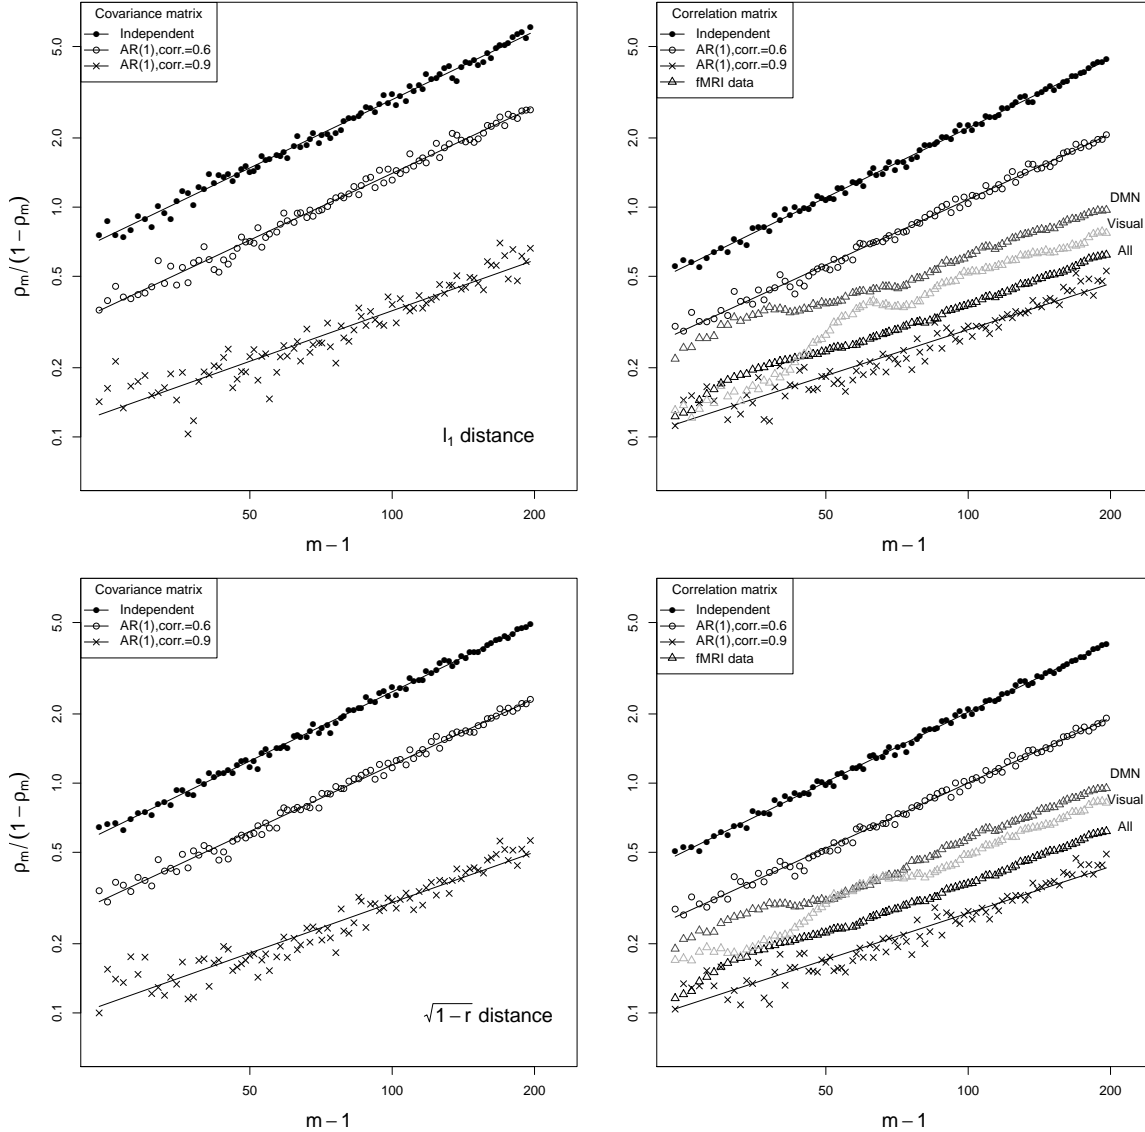 Covariance matrix
Independent
AR(1),corr.=0.6
AR(1),corr.=0.9
5.0
2.0
1.0
0.5
0.2
0.1
ρm/(1 − ρm)
l1 distance
50
100
200
m − 1
Correlation matrix
Independent
AR(1),corr.=0.6
AR(1),corr.=0.9
fMRI data
5.0
2.0
1.0
0.5
0.2
0.1
DMN
Visual
All
50
100
200
m − 1
Covariance matrix
Independent
AR(1),corr.=0.6
AR(1),corr.=0.9
5.0
2.0
1.0
0.5
0.2
0.1
ρm/(1 − ρm)
√1 − r distance
50
100
200
m − 1
Correlation matrix
Independent
AR(1),corr.=0.6
AR(1),corr.=0.9
fMRI data
5.0
2.0
1.0
0.5
0.2
0.1
DMN
Visual
All
50
100
200
m − 1